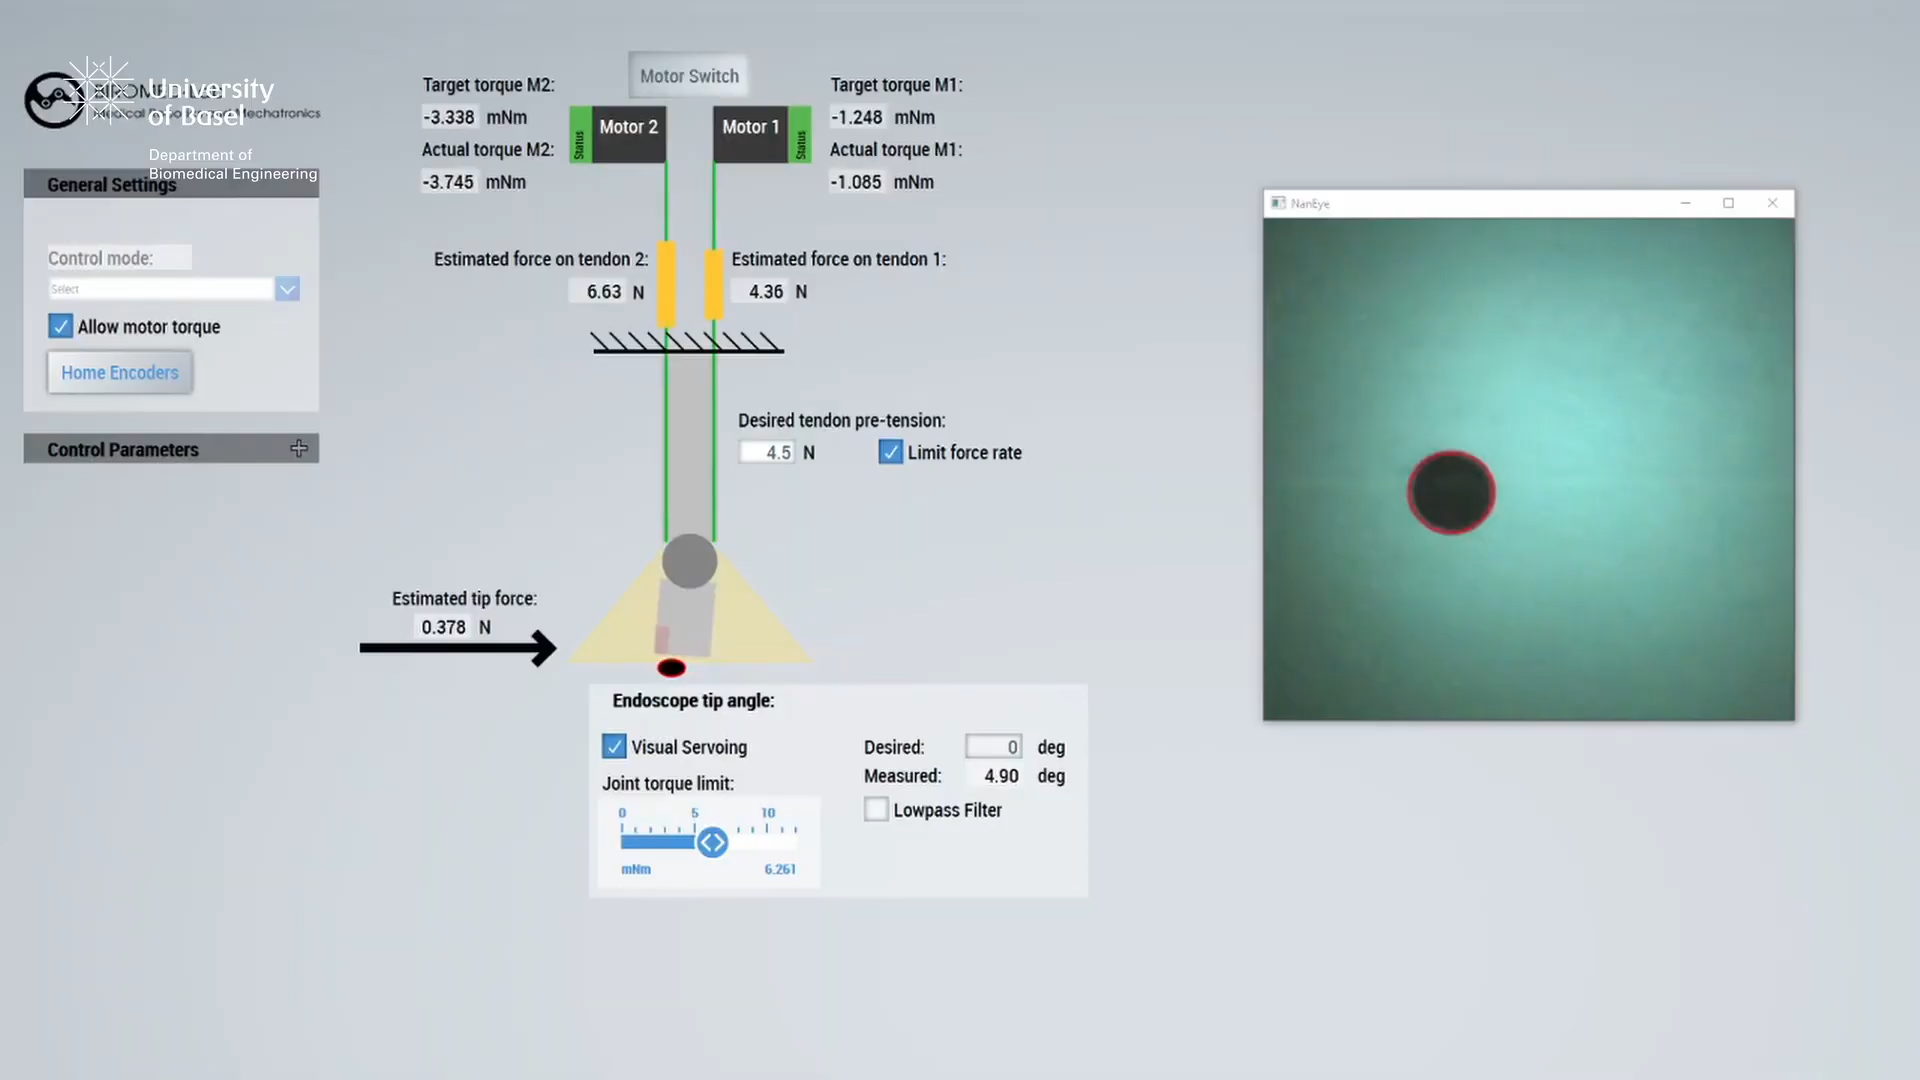 University
of Basel
Medical Robotics and Mechatronics
Department of
Biomedical Engineering
General Settings
Control mode:
Select
Allow motor torque
Home Encoders
Control Parameters
Motor Switch
Target torque M2:
-3.338 mNm
Actual torque M2:
-3.745 mNm
Status
Motor 2
Motor 1
Status
Target torque M1:
-1.248 mNm
Actual torque M1:
-1.085 mNm
Estimated force on tendon 2:
6.63 N
Estimated force on tendon 1:
4.36 N
Desired tendon pre-tension:
4.5 N
Limit force rate
Estimated tip force:
0.378 N
Endoscope tip angle:
Visual Servoing
Joint torque limit:
0 5 10
mNm 6.261
Desired: 0 deg
Measured: 4.90 deg
Lowpass Filter
NanEye